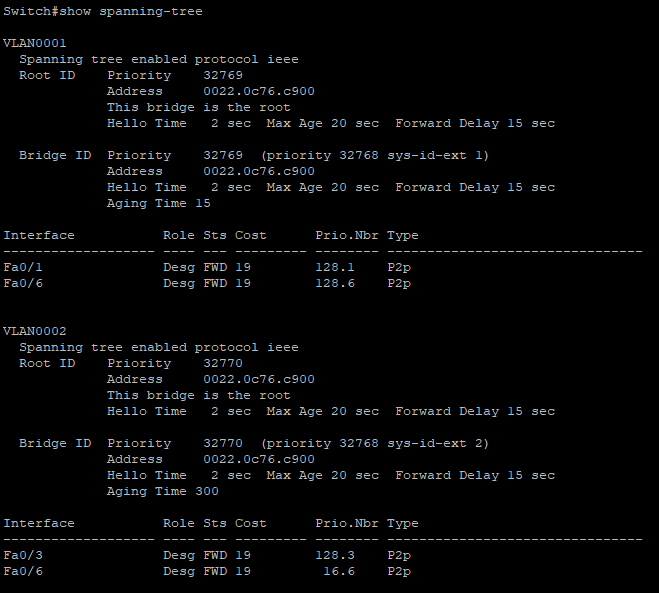 Switch#show spanning-tree
VLAN0001
  Spanning tree enabled protocol ieee
  Root ID    Priority    32769
             Address     0022.0c76.c900
             This bridge is the root
             Hello Time   2 sec  Max Age 20 sec  Forward Delay 15 sec
  Bridge ID  Priority    32769  (priority 32768 sys-id-ext 1)
             Address     0022.0c76.c900
             Hello Time   2 sec  Max Age 20 sec  Forward Delay 15 sec
             Aging Time 15
Interface           Role Sts Cost      Prio.Nbr Type
------------------- ---- --- --------- -------- --------------------------------
Fa0/1               Desg FWD 19        128.1    P2p
Fa0/6               Desg FWD 19        128.6    P2p
VLAN0002
  Spanning tree enabled protocol ieee
  Root ID    Priority    32770
             Address     0022.0c76.c900
             This bridge is the root
             Hello Time   2 sec  Max Age 20 sec  Forward Delay 15 sec
  Bridge ID  Priority    32770  (priority 32768 sys-id-ext 2)
             Address     0022.0c76.c900
             Hello Time   2 sec  Max Age 20 sec  Forward Delay 15 sec
             Aging Time 300
Interface           Role Sts Cost      Prio.Nbr Type
------------------- ---- --- --------- -------- --------------------------------
Fa0/3               Desg FWD 19        128.3    P2p
Fa0/6               Desg FWD 19         16.6    P2p